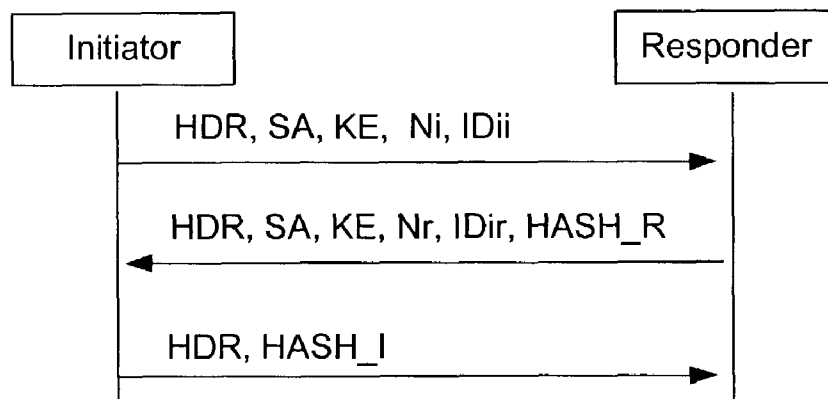 Initiator
Responder
HDR, SA, KE, Ni, IDii
HDR, SA, KE, Nr, IDir, HASH_R
HDR, HASH_I